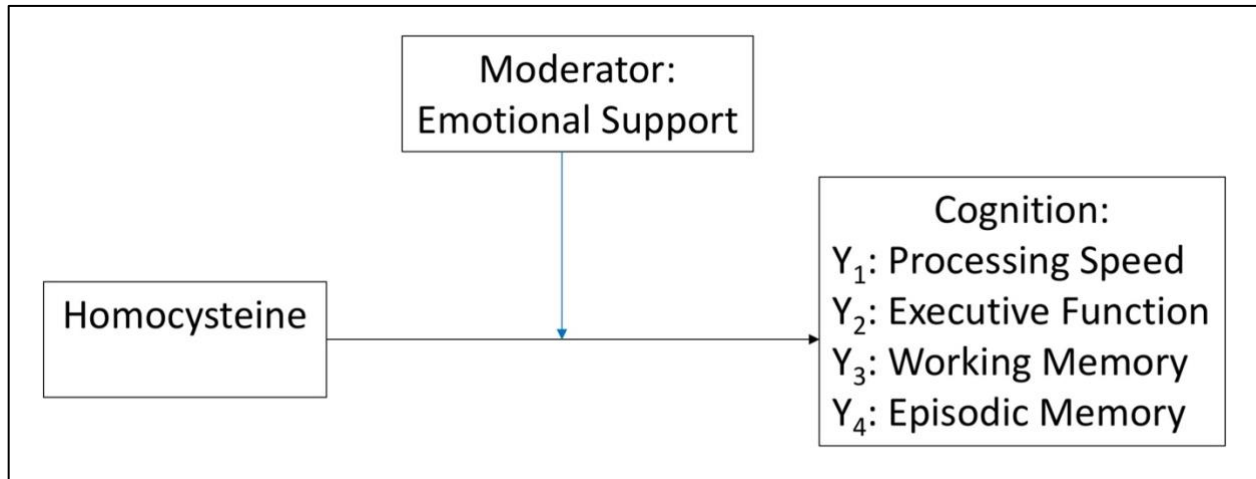 Moderator:
Emotional Support
Homocysteine
Cognition:
Y₁: Processing Speed
Y₂: Executive Function
Y₃: Working Memory
Y₄: Episodic Memory